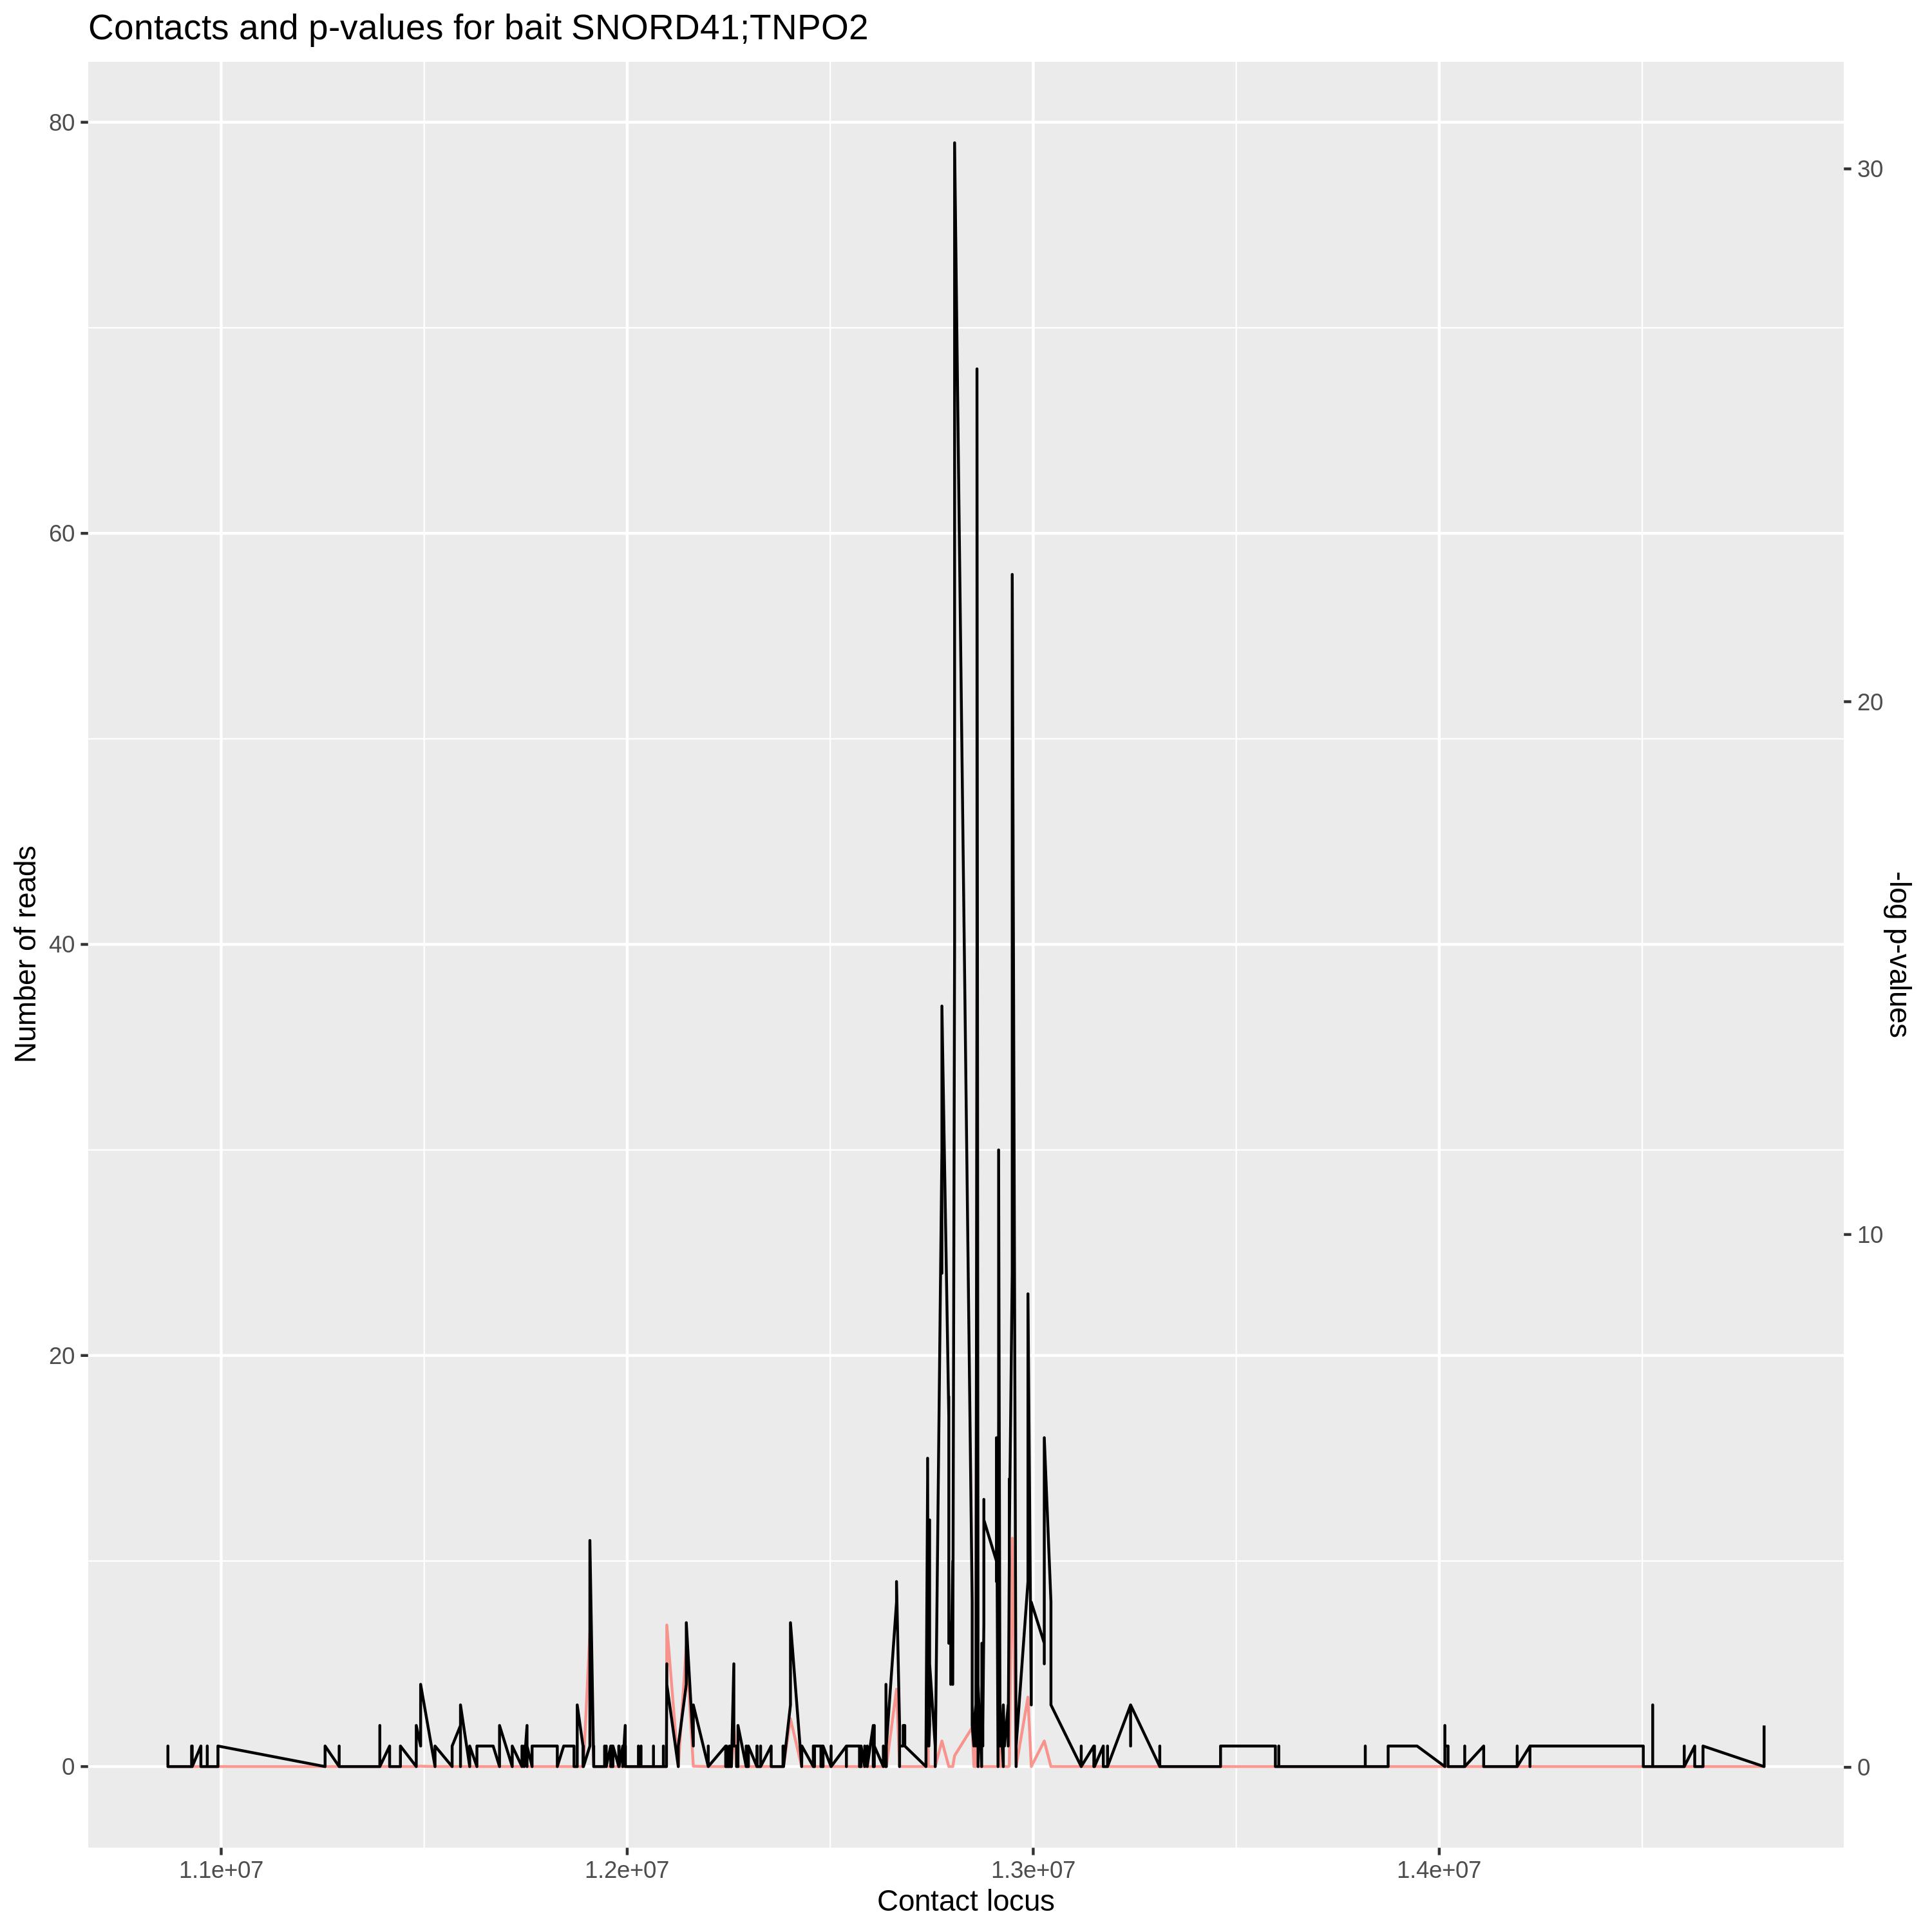 Contacts and p-values for bait SNORD41;TNPO2
80
60
40
20
0
Number of reads
30
20
10
0
-log p-values
1.1e+07
1.2e+07
1.3e+07
1.4e+07
Contact locus